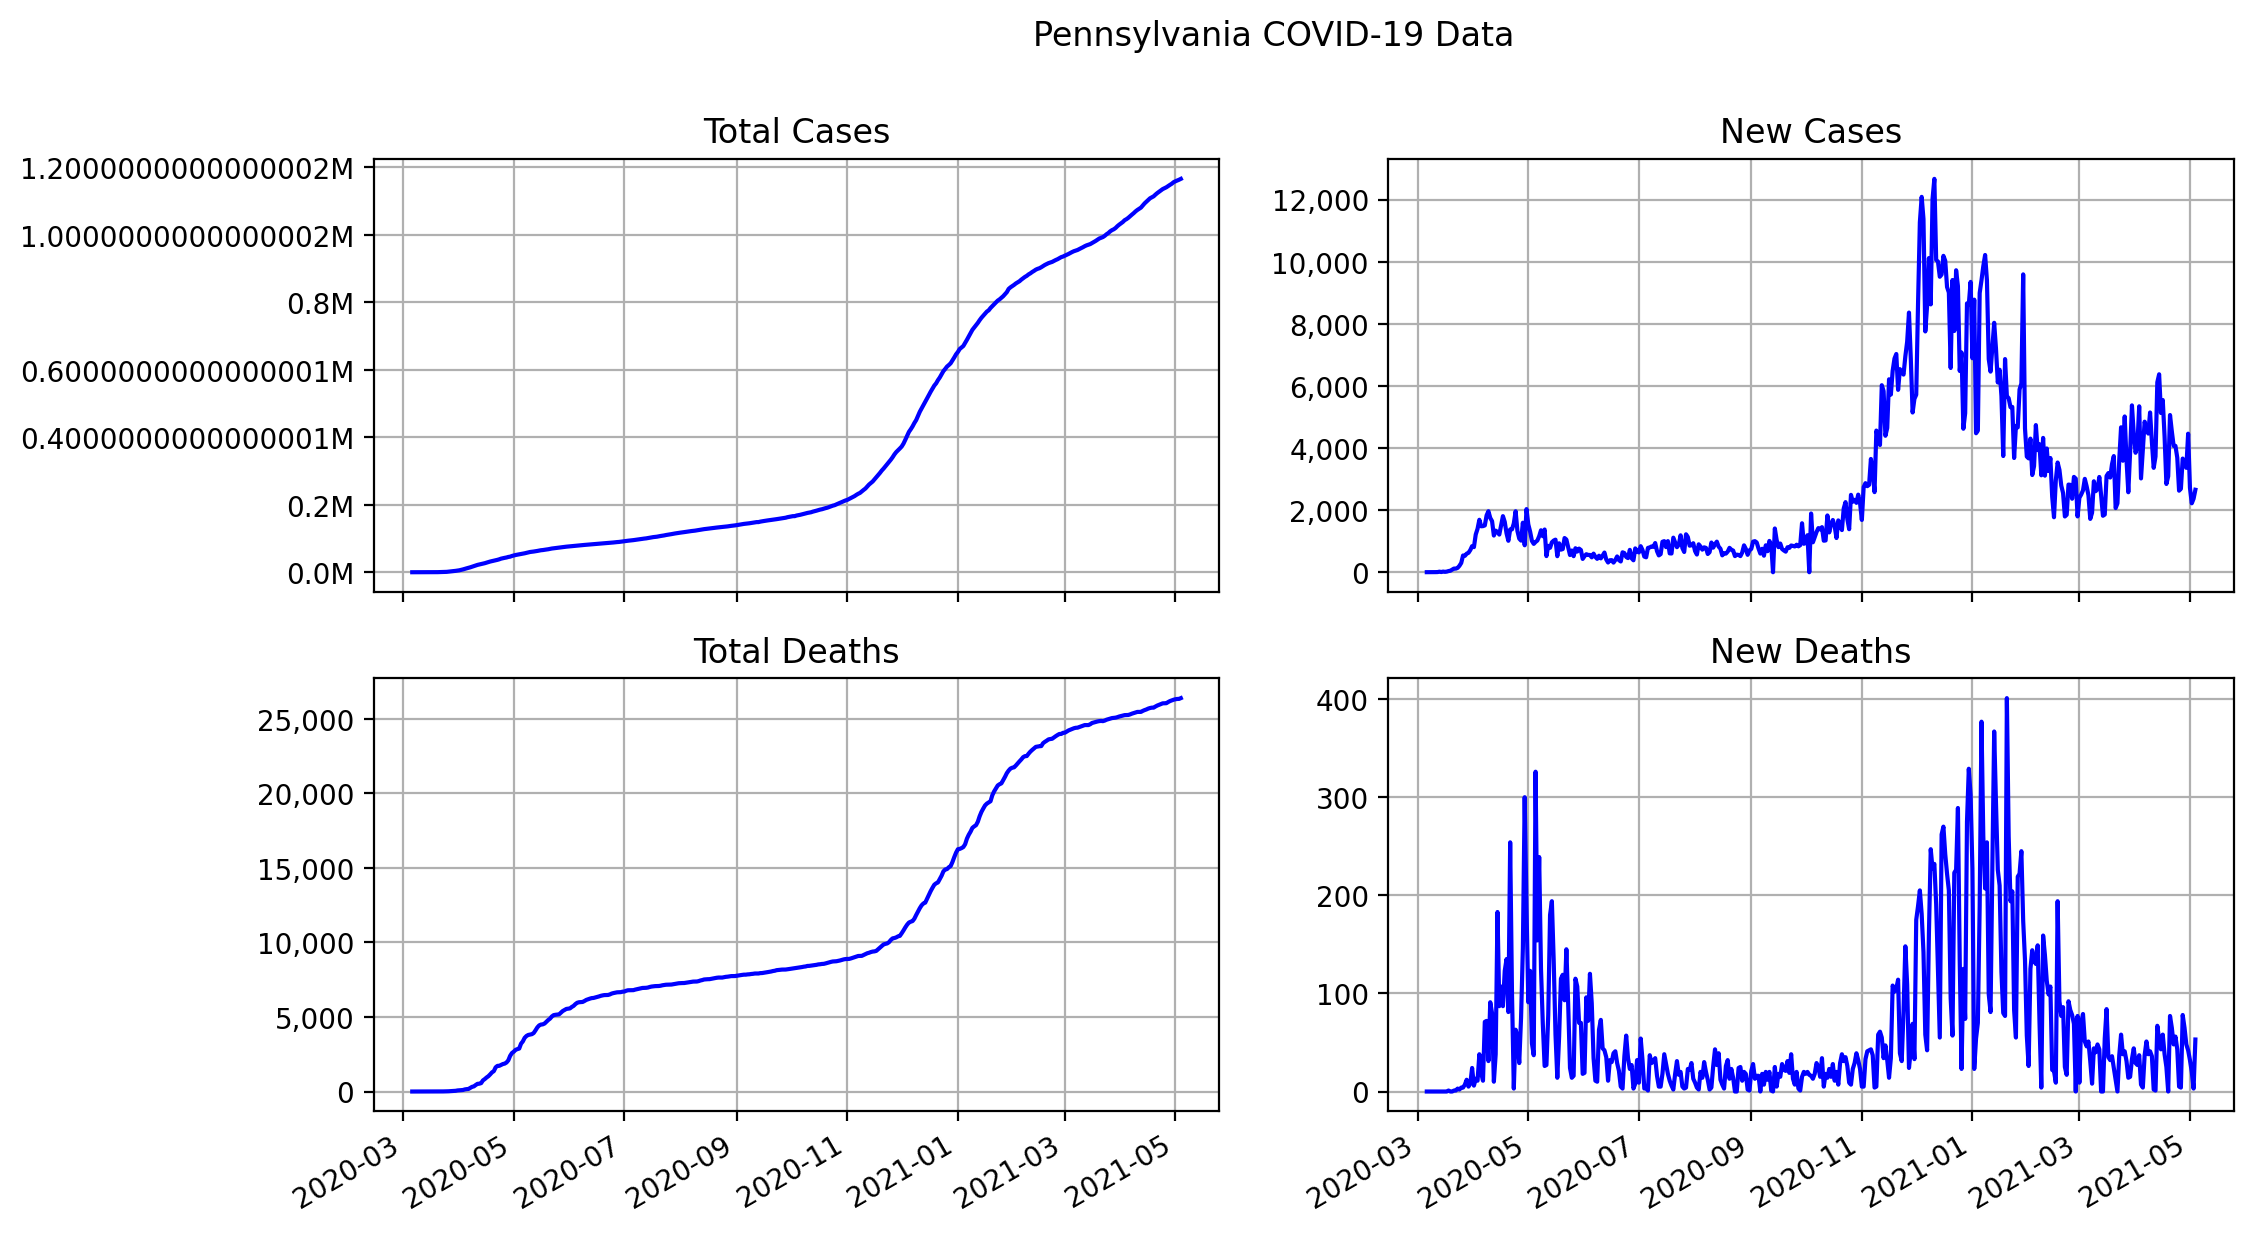 Pennsylvania COVID-19 Data
Total Cases
1.2000000000000002M
1.0000000000000002M
0.8M
0.6000000000000001M
0.4000000000000001M
0.2M
0.0M
New Cases
12,000
10,000
8,000
6,000
4,000
2,000
0
Total Deaths
25,000
20,000
15,000
10,000
5,000
0
2020-03
2020-05
2020-07
2020-09
2020-11
2021-01
2021-03
2021-05
New Deaths
400
300
200
100
0
2020-03
2020-05
2020-07
2020-09
2020-11
2021-01
2021-03
2021-05